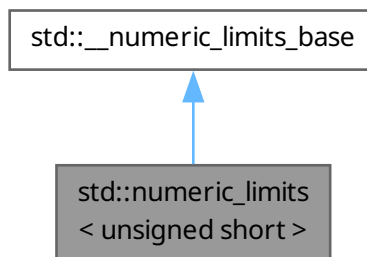 std::__numeric_limits_base
std::numeric_limits
< unsigned short >